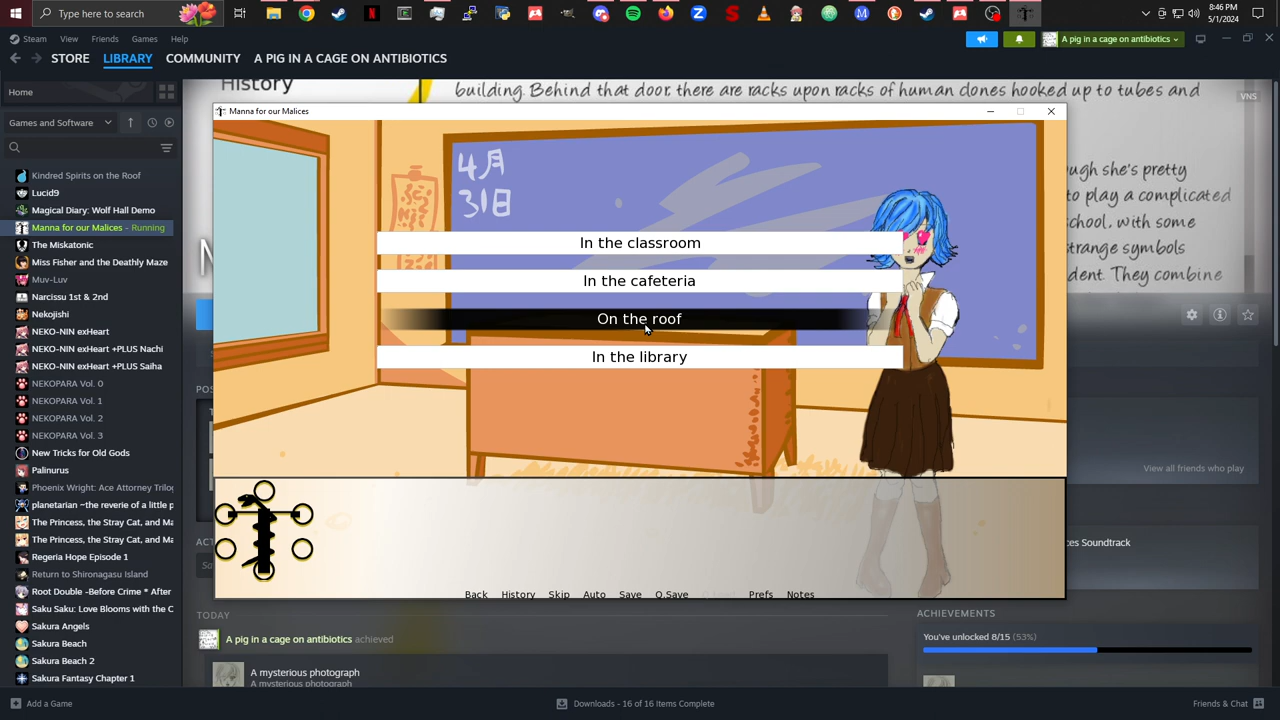 8:46 PM
5/1/2024
Steam View Friends Games Help
A pig in a cage on antibiotics
STORE LIBRARY COMMUNITY A PIG IN A CAGE ON ANTIBIOTICS
Home
History
building. Behind that door, there are racks upon racks of human clones hooked up to tubes and
VNS
Manna for our Malices
Games and Software
ugh she's pretty
to play a complicated
school, with some
strange symbols
dent. They combine
4月
31日
In the classroom
In the cafeteria
On the roof
In the library
Kindred Spirits on the Roof
Lucid9
Magical Diary: Wolf Hall Demo
Manna for our Malices - Running
The Miskatonic
Miss Fisher and the Deathly Maze
Muv-Luv
Narcissu 1st & 2nd
Nekojishi
NEKO-NIN exHeart
NEKO-NIN exHeart +PLUS Nachi
NEKO-NIN exHeart +PLUS Saiha
NEKOPARA Vol. 0
NEKOPARA Vol. 1
NEKOPARA Vol. 2
NEKOPARA Vol. 3
New Tricks for Old Gods
Palinurus
Phoenix Wright: Ace Attorney Trilog
planetarian ~the reverie of a little p
The Princess, the Stray Cat, and Ma
The Princess, the Stray Cat, and Ma
Regeria Hope Episode 1
Return to Shironagasu Island
Root Double -Before Crime * After
Saku Saku: Love Blooms with the C
Sakura Angels
Sakura Beach
Sakura Beach 2
Sakura Fantasy Chapter 1
N
POS
T
ACT
Sa
View all friends who play
ces Soundtrack
Back History Skip Auto Save Q.Save Prefs Notes
TODAY
A pig in a cage on antibiotics achieved
A mysterious photograph
A mysterious photograph
ACHIEVEMENTS
You've unlocked 8/15 (53%)
Add a Game
Downloads - 16 of 16 Items Complete
Friends & Chat